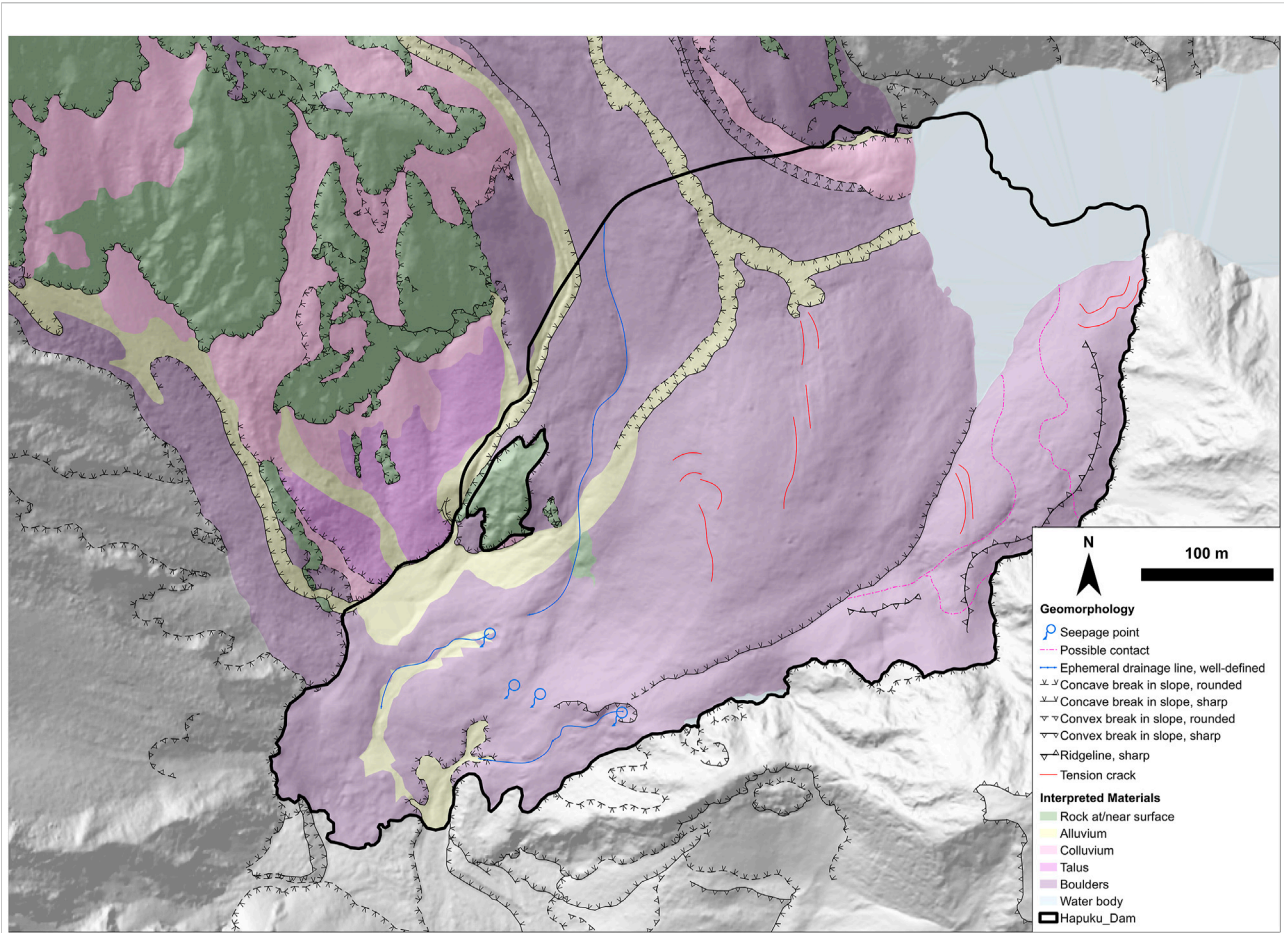 N
100 m
Geomorphology
Seepage point
Possible contact
Ephemeral drainage line, well-defined
Concave break in slope, rounded
Concave break in slope, sharp
Convex break in slope, rounded
Convex break in slope, sharp
Ridgeline, sharp
Tension crack
Interpreted Materials
Rock at/near surface
Alluvium
Colluvium
Talus
Boulders
Water body
Hapuku_Dam